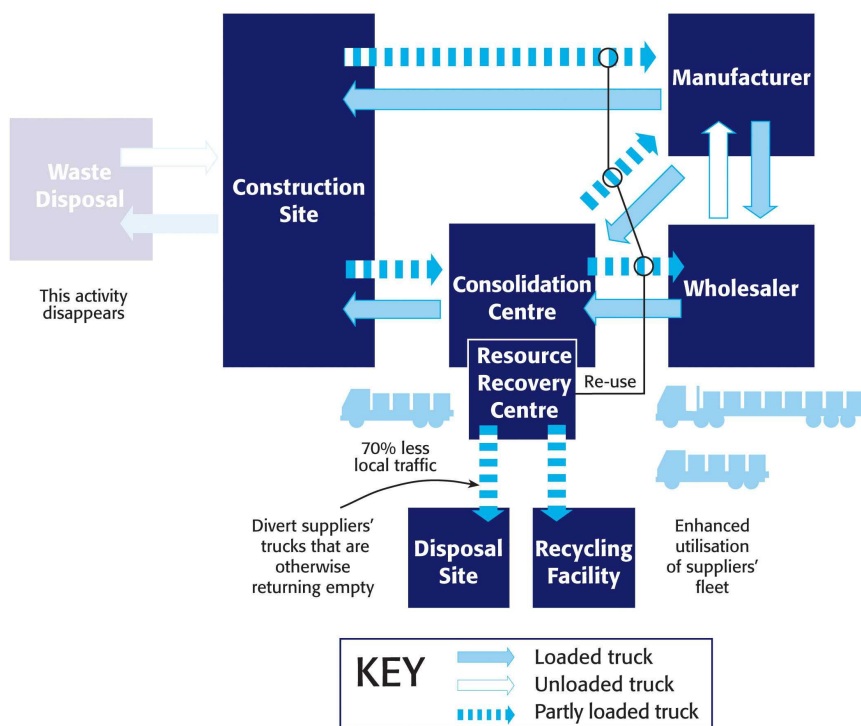 Manufacturer
Waste
Disposal
Construction
Site
This activity
disappears
Consolidation
Centre
Wholesaler
Resource
Recovery
Centre
Re-use
70% less
local traffic
Divert suppliers’
trucks that are
otherwise
returning empty
Disposal
Site
Recycling
Facility
Enhanced
utilisation
of suppliers’
fleet
KEY
Loaded truck
Unloaded truck
Partly loaded truck